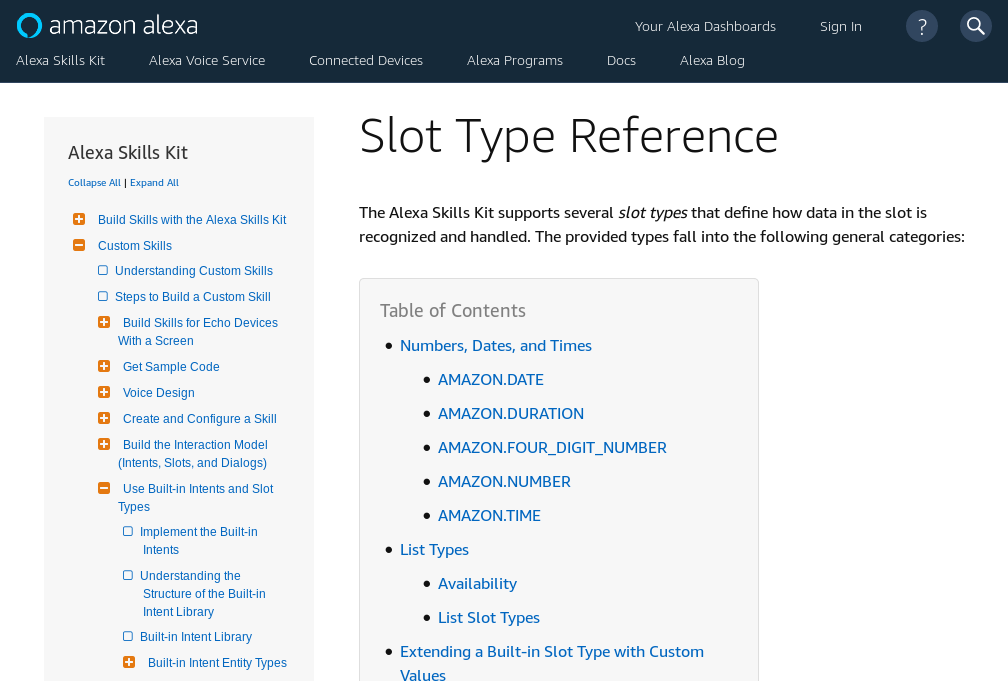 amazon alexa
Your Alexa Dashboards
Sign In
?
Alexa Skills Kit
Alexa Voice Service
Connected Devices
Alexa Programs
Docs
Alexa Blog
Alexa Skills Kit
Collapse All | Expand All
Build Skills with the Alexa Skills Kit
Custom Skills
Understanding Custom Skills
Steps to Build a Custom Skill
Build Skills for Echo Devices
With a Screen
Get Sample Code
Voice Design
Create and Configure a Skill
Build the Interaction Model
(Intents, Slots, and Dialogs)
Use Built-in Intents and Slot
Types
Implement the Built-in
Intents
Understanding the
Structure of the Built-in
Intent Library
Built-in Intent Library
Built-in Intent Entity Types
Slot Type Reference
The Alexa Skills Kit supports several slot types that define how data in the slot is
recognized and handled. The provided types fall into the following general categories:
Table of Contents
Numbers, Dates, and Times
AMAZON.DATE
AMAZON.DURATION
AMAZON.FOUR_DIGIT_NUMBER
AMAZON.NUMBER
AMAZON.TIME
List Types
Availability
List Slot Types
Extending a Built-in Slot Type with Custom
Values